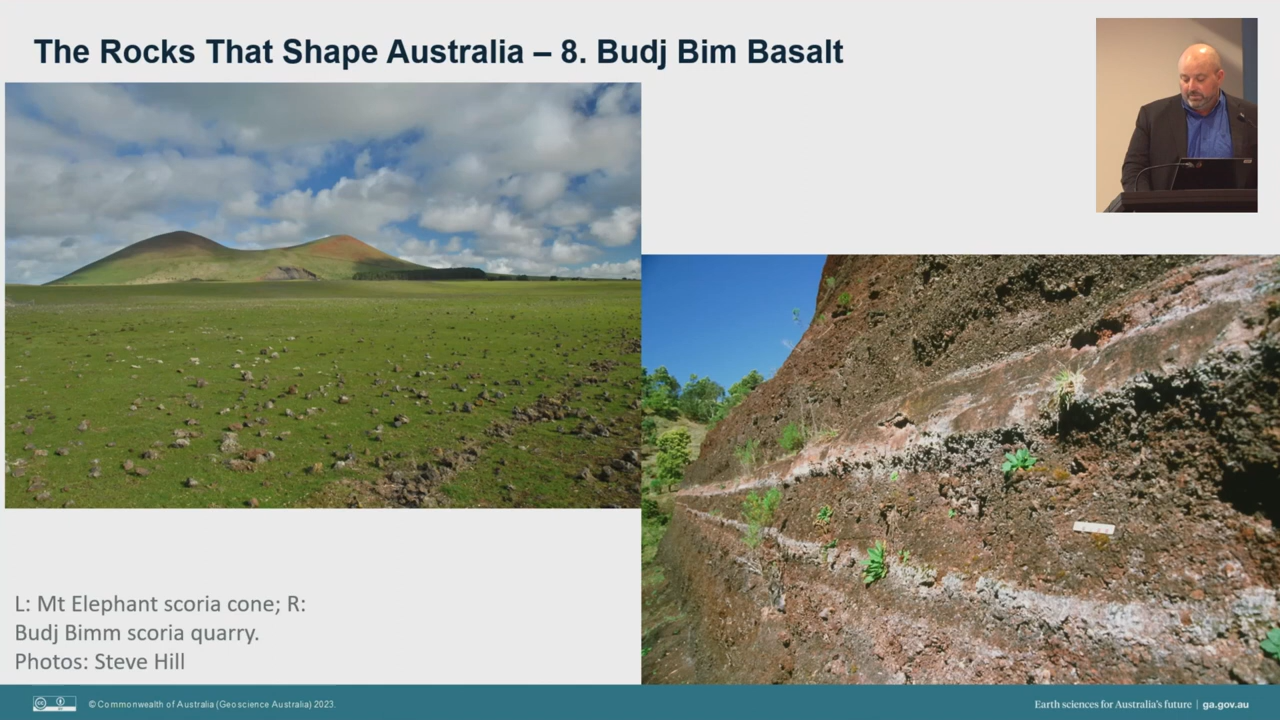 The Rocks That Shape Australia – 8. Budj Bim Basalt
L: Mt Elephant scoria cone; R:
Budj Bimm scoria quarry.
Photos: Steve Hill
© Commonwealth of Australia (Geoscience Australia) 2023.
Earth sciences for Australia's future | ga.gov.au